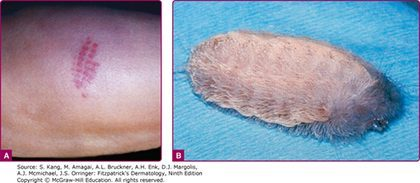 A
B
Source: S. Kang, M. Amagai, A.L. Bruckner, A.H. Enk, D.J. Margolis,
A.J. Mcmichael, J.S. Orringer: Fitzpatrick's Dermatology, Ninth Edition
Copyright © McGraw-Hill Education. All rights reserved.